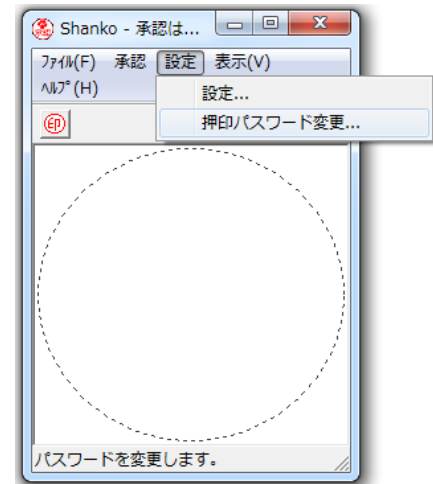 Shanko - 承認は...
ﾌｧｲﾙ(F) 承認 設定 表示(V)
ﾍﾙﾌﾟ(H)
設定...
押印パスワード変更...
印
パスワードを変更します。